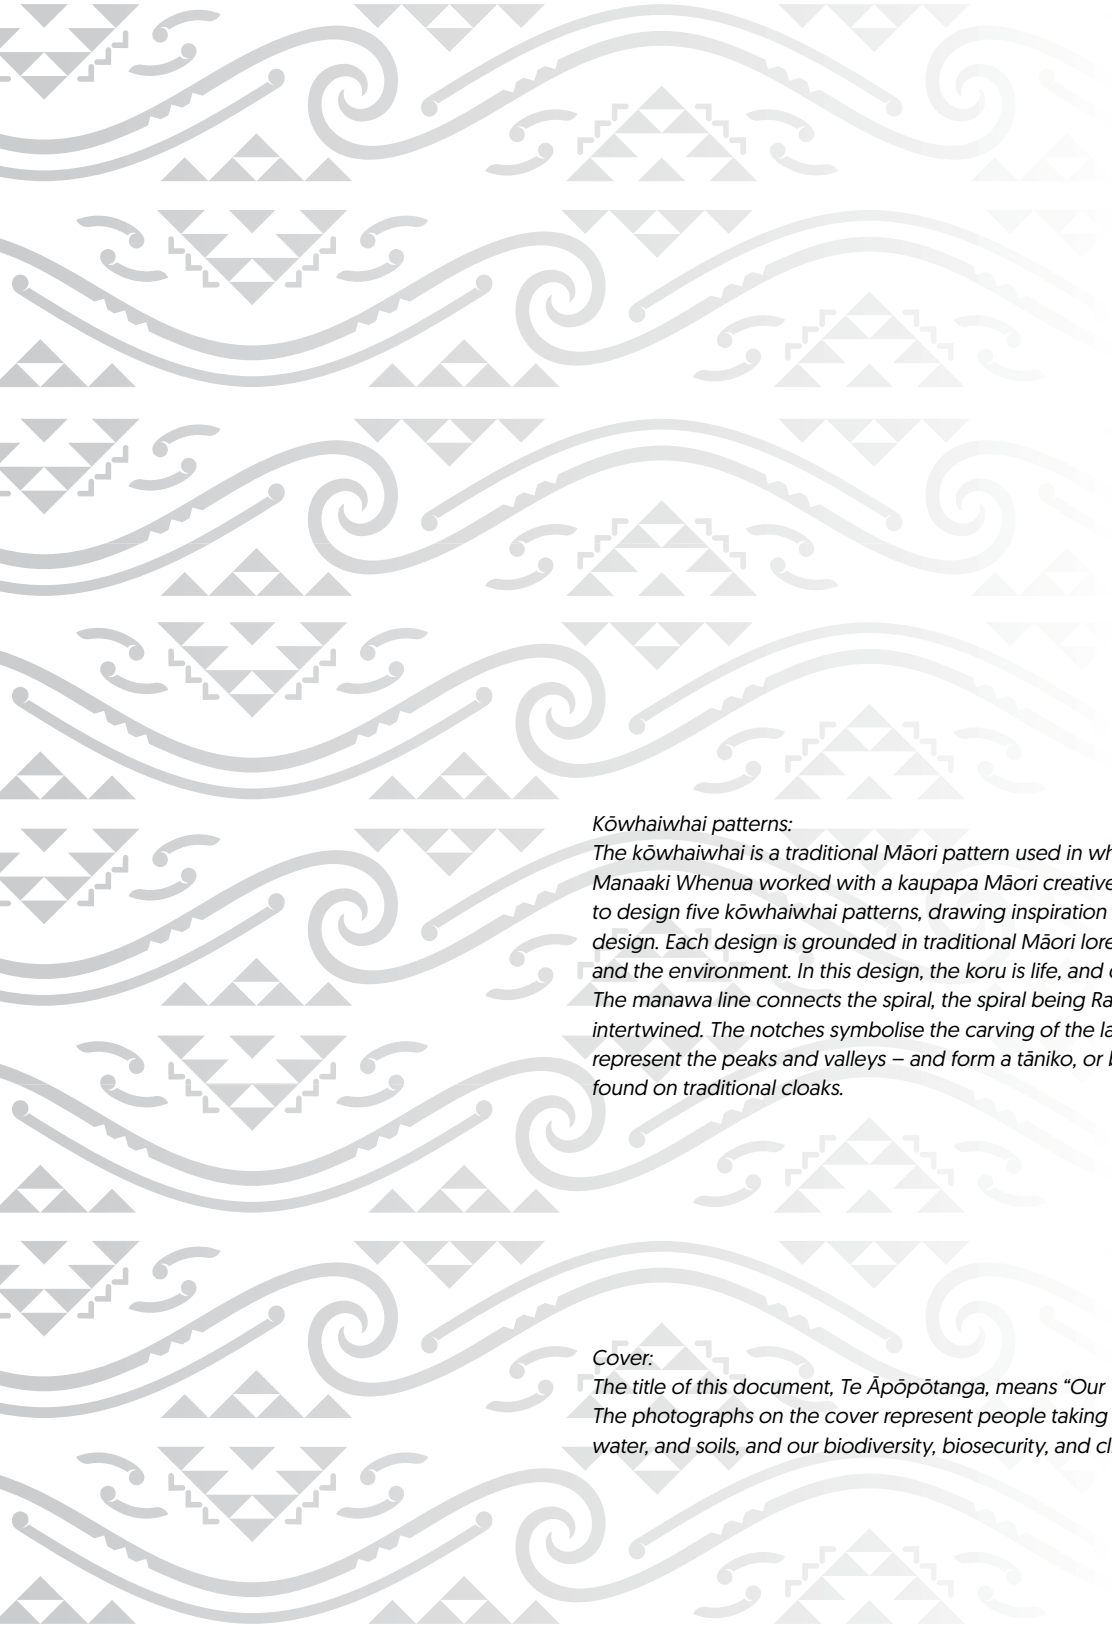 Kōwhaiwhai patterns:
The kōwhaiwhai is a traditional Māori pattern used in
Manaaki Whenua worked with a kaupapa Māori creative
to design five kōwhaiwhai patterns, drawing inspiration
design. Each design is grounded in traditional Māori lore
and the environment. In this design, the koru is life, and
The manawa line connects the spiral, the spiral being
intertwined. The notches symbolise the carving of the
represent the peaks and valleys – and form a tāniko, or
found on traditional cloaks.
Cover:
The title of this document, Te Āpōpōtanga, means “Our
The photographs on the cover represent people taking
water, and soils, and our biodiversity, biosecurity, and